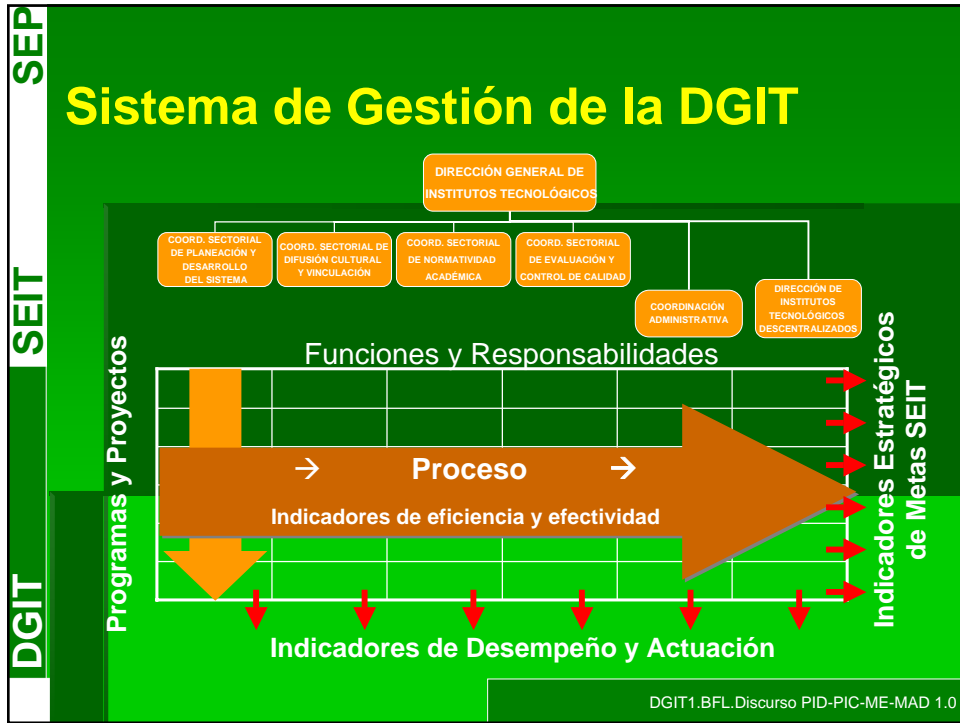 SEP
SEIT
DGIT
Sistema de Gestión de la DGIT
DIRECCIÓN GENERAL DE
INSTITUTOS TECNOLÓGICOS
COORD. SECTORIAL
DE PLANEACIÓN Y
DESARROLLO
DEL SISTEMA
COORD. SECTORIAL DE
DIFUSIÓN CULTURAL
Y VINCULACIÓN
COORD. SECTORIAL
DE NORMATIVIDAD
ACADÉMICA
COORD. SECTORIAL
DE EVALUACIÓN Y
CONTROL DE CALIDAD
COORDINACIÓN
ADMINISTRATIVA
DIRECCIÓN DE
INSTITUTOS
TECNOLÓGICOS
DESCENTRALIZADOS
Funciones y Responsabilidades
Programas y Proyectos
→ Proceso →
Indicadores de eficiencia y efectividad
Indicadores Estratégicos
de Metas SEIT
Indicadores de Desempeño y Actuación
DGIT1.BFL.Discurso PID-PIC-ME-MAD 1.0